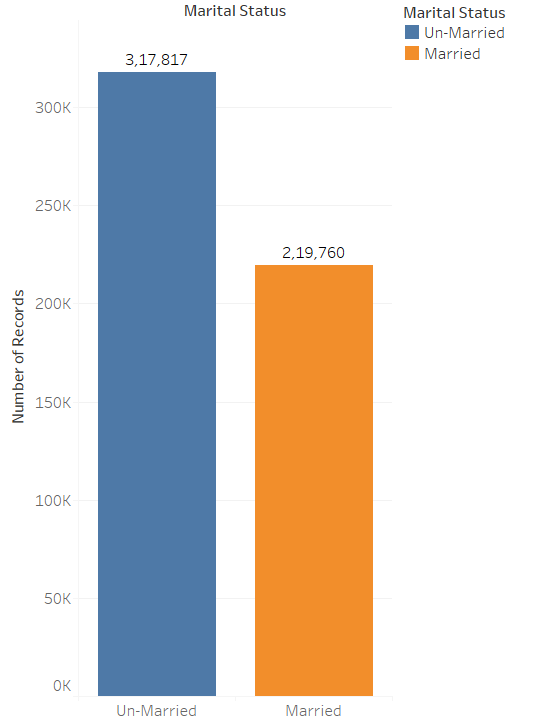 Marital Status
Marital Status
Un-Married
Married
3,17,817
2,19,760
300K
250K
200K
150K
100K
50K
0K
Number of Records
Un-Married
Married